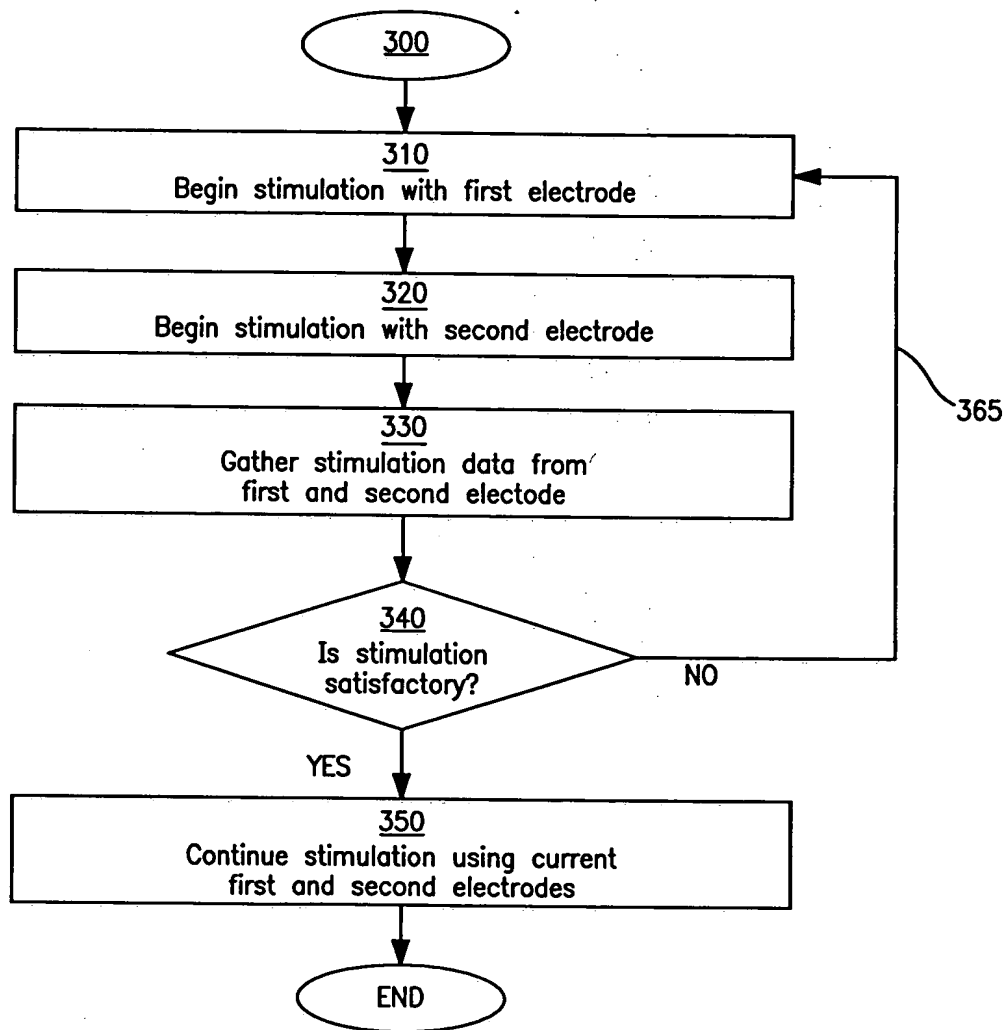 300
310
Begin stimulation with first electrode
320
Begin stimulation with second electrode
330
Gather stimulation data from
first and second electode
365
340
Is stimulation
satisfactory?
NO
YES
350
Continue stimulation using current
first and second electrodes
END